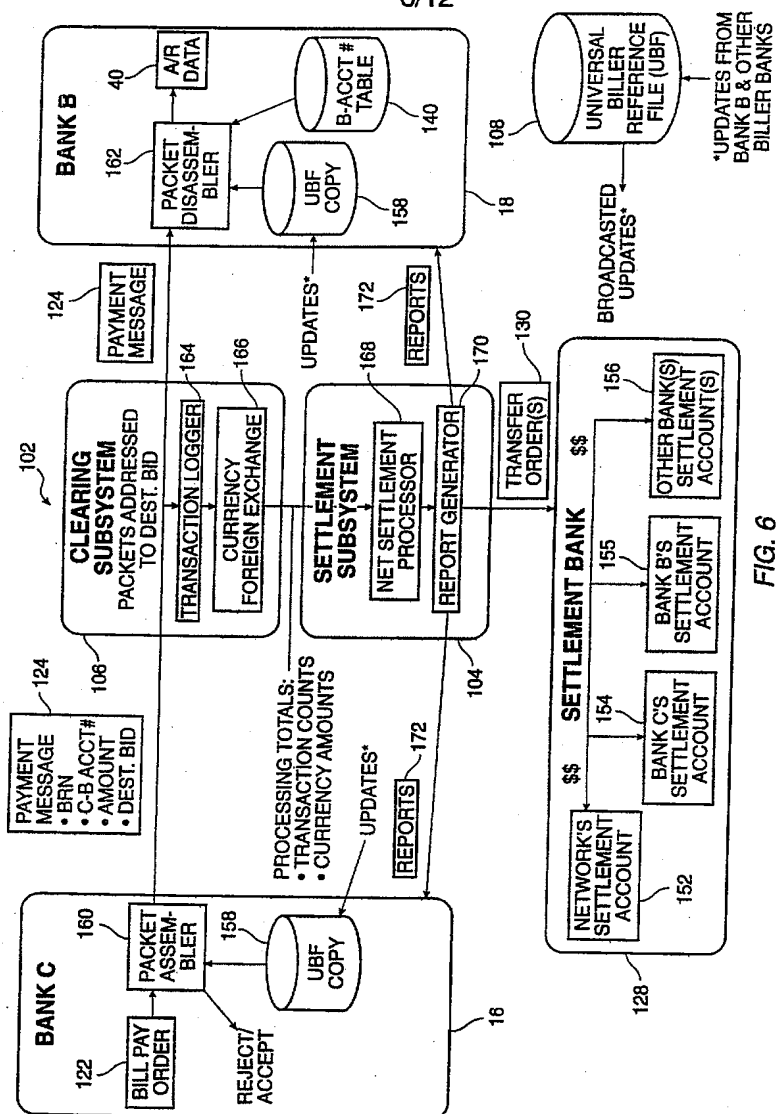 6/12
102
124
PAYMENT
MESSAGE
• BRN
• C-B ACCT#
• AMOUNT
• DEST. BID
106
CLEARING
SUBSYSTEM
PACKETS ADDRESSED
TO DEST. BID
TRANSACTION LOGGER
164
CURRENCY
FOREIGN EXCHANGE
166
124
PAYMENT
MESSAGE
BANK C
122
BILL PAY
ORDER
160
PACKET
ASSEM-
BLER
REJECT/
ACCEPT
158
UBF
COPY
UPDATES*
16
BANK B
162
PACKET
DISASSEM-
BLER
40
A/R
DATA
UBF
COPY
158
B-ACCT #
TABLE
140
UPDATES*
18
PROCESSING TOTALS:
• TRANSACTION COUNTS
• CURRENCY AMOUNTS
SETTLEMENT
SUBSYSTEM
NET SETTLEMENT
PROCESSOR
168
REPORT GENERATOR
170
104
172
REPORTS
172
REPORTS
130
TRANSFER
ORDER(S)
SETTLEMENT BANK
$$
$$
NETWORK'S
SETTLEMENT
ACCOUNT
152
154
BANK C'S
SETTLEMENT
ACCOUNT
155
BANK B'S
SETTLEMENT
ACCOUNT
156
OTHER BANK(S)
SETTLEMENT
ACCOUNT(S)
128
108
UNIVERSAL
BILLER
REFERENCE
FILE (UBF)
BROADCASTED
UPDATES*
*UPDATES FROM
BANK B & OTHER
BILLER BANKS
FIG. 6